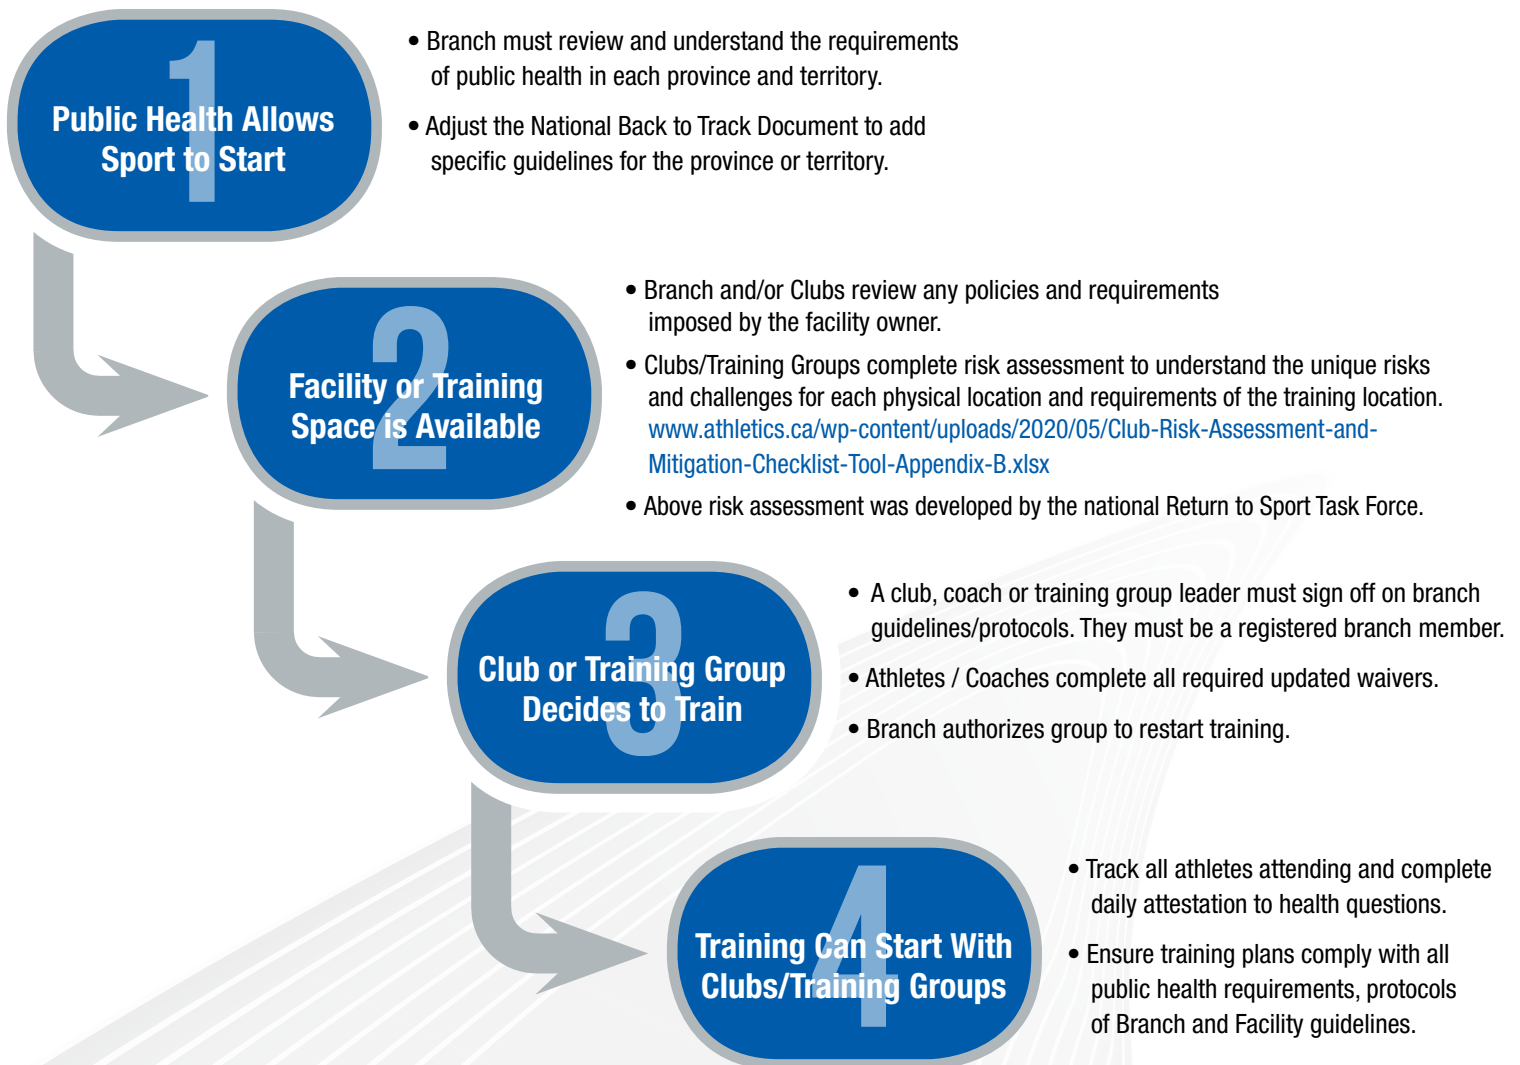 1
Public Health Allows
Sport to Start
• Branch must review and understand the requirements
of public health in each province and territory.
• Adjust the National Back to Track Document to add
specific guidelines for the province or territory.
2
Facility or Training
Space is Available
• Branch and/or Clubs review any policies and requirements
imposed by the facility owner.
• Clubs/Training Groups complete risk assessment to understand the unique risks
and challenges for each physical location and requirements of the training location.
www.athletics.ca/wp-content/uploads/2020/05/Club-Risk-Assessment-and-
Mitigation-Checklist-Tool-Appendix-B.xlsx
• Above risk assessment was developed by the national Return to Sport Task Force.
3
Club or Training Group
Decides to Train
• A club, coach or training group leader must sign off on branch
guidelines/protocols. They must be a registered branch member.
• Athletes / Coaches complete all required updated waivers.
• Branch authorizes group to restart training.
4
Training Can Start With
Clubs/Training Groups
• Track all athletes attending and complete
daily attestation to health questions.
• Ensure training plans comply with all
public health requirements, protocols
of Branch and Facility guidelines.